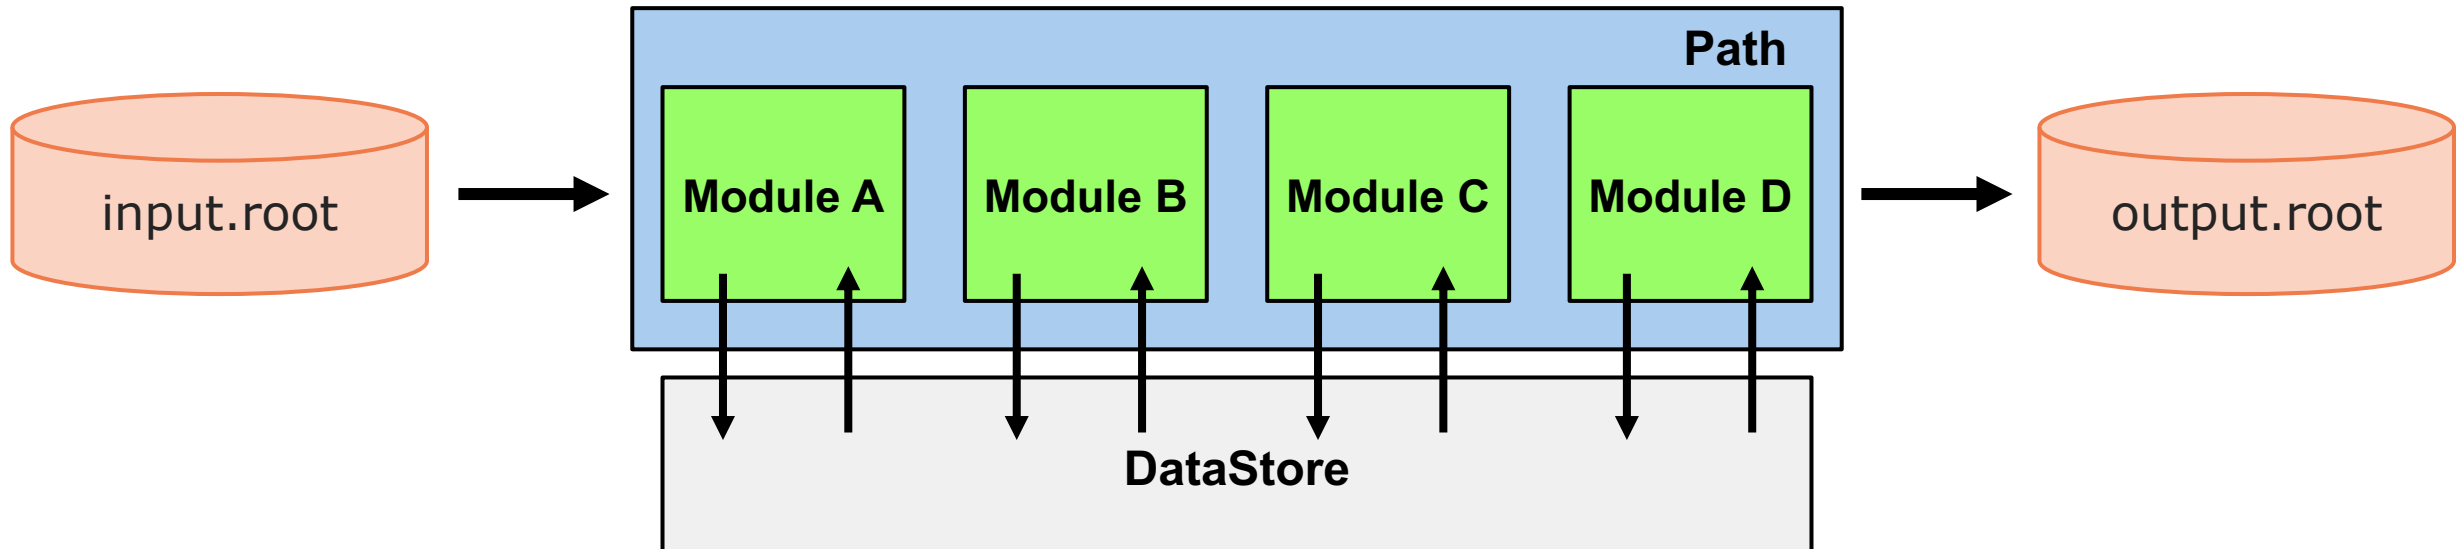 Path
input.root
Module A
Module B
Module C
Module D
output.root
DataStore